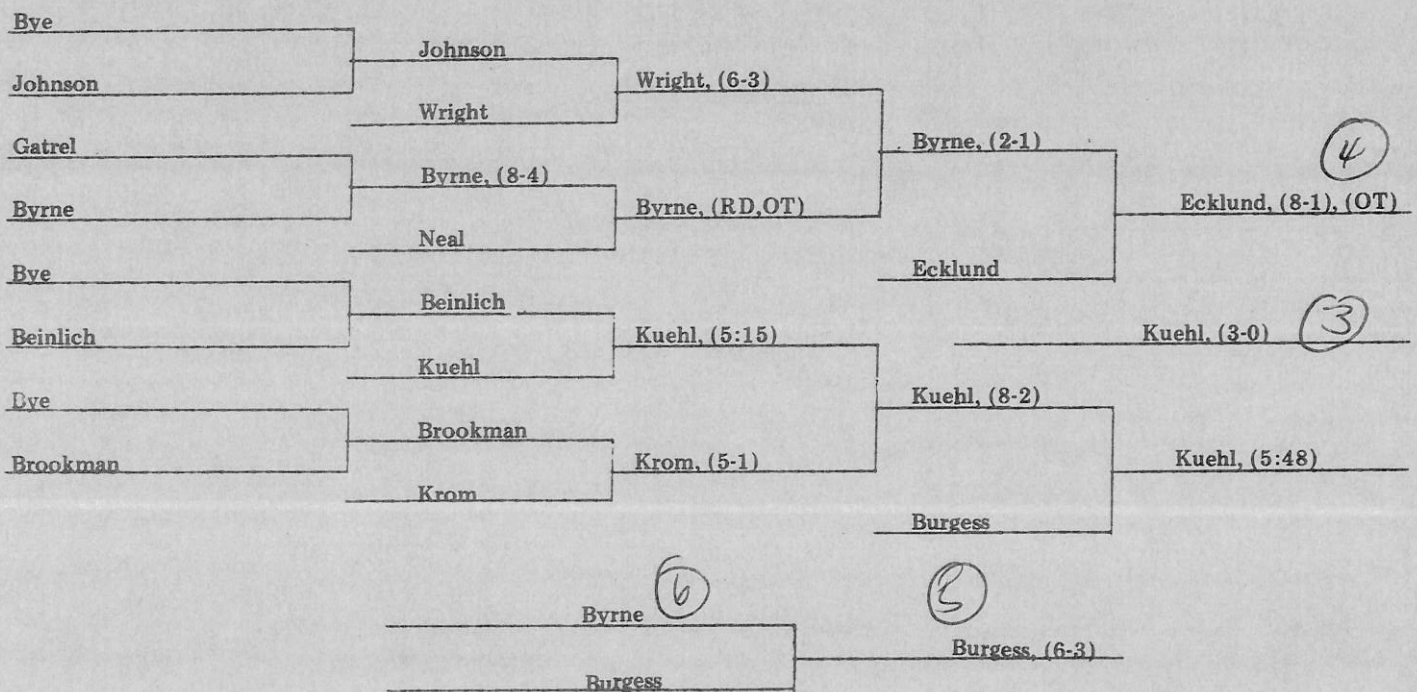 Bye
Johnson
Johnson
Wright, (6-3)
Wright
Gatrel
Byrne, (2-1)
4
Byrne, (8-4)
Byrne
Byrne, (RD,OT)
Ecklund, (8-1), (OT)
Neal
Bye
Ecklund
Beinlich
Beinlich
Kuehl, (5:15)
Kuehl, (3-0)
3
Kuehl
Bye
Kuehl, (8-2)
Brookman
Brookman
Krom, (5-1)
Kuehl, (5:48)
Krom
Burgess
Byrne
6
5
Burgess, (6-3)
Burgess